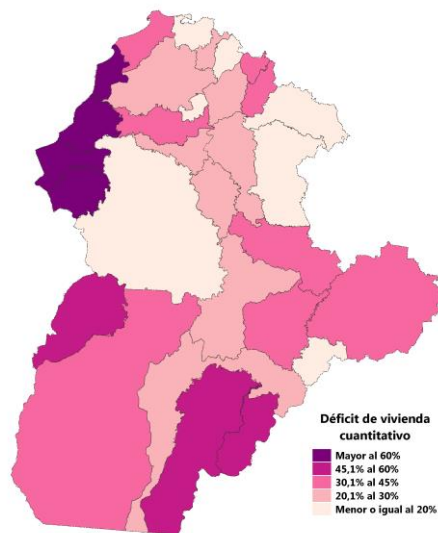 Déficit de vivienda
cuantitativo
Mayor al 60%
45,1% al 60%
30,1% al 45%
20,1% al 30%
Menor o igual al 20%